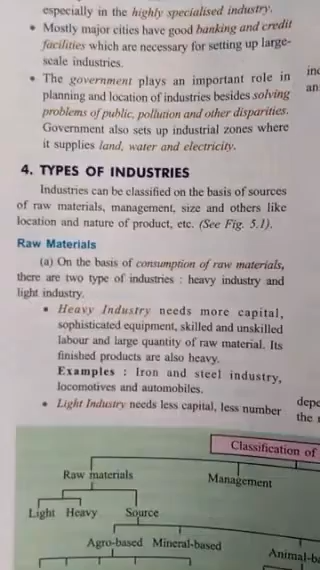 especially in the highly specialised industry.
• Mostly major cities have good banking and credit
facilities which are necessary for setting up large-
scale industries.
• The government plays an important role in
planning and location of industries besides solving
problems of public, pollution and other disparities.
Government also sets up industrial zones where
it supplies land, water and electricity.
4. TYPES OF INDUSTRIES
Industries can be classified on the basis of sources
of raw materials, management, size and others like
location and nature of product, etc. (See Fig. 5.1).
Raw Materials
(a) On the basis of consumption of raw materials,
there are two type of industries : heavy industry and
light industry.
• Heavy Industry needs more capital,
sophisticated equipment, skilled and unskilled
labour and large quantity of raw material. Its
finished products are also heavy.
Examples : Iron and steel industry,
locomotives and automobiles.
• Light Industry needs less capital, less number
Classification of
Raw materials
Management
Light Heavy Source
Agro-based Mineral-based
the